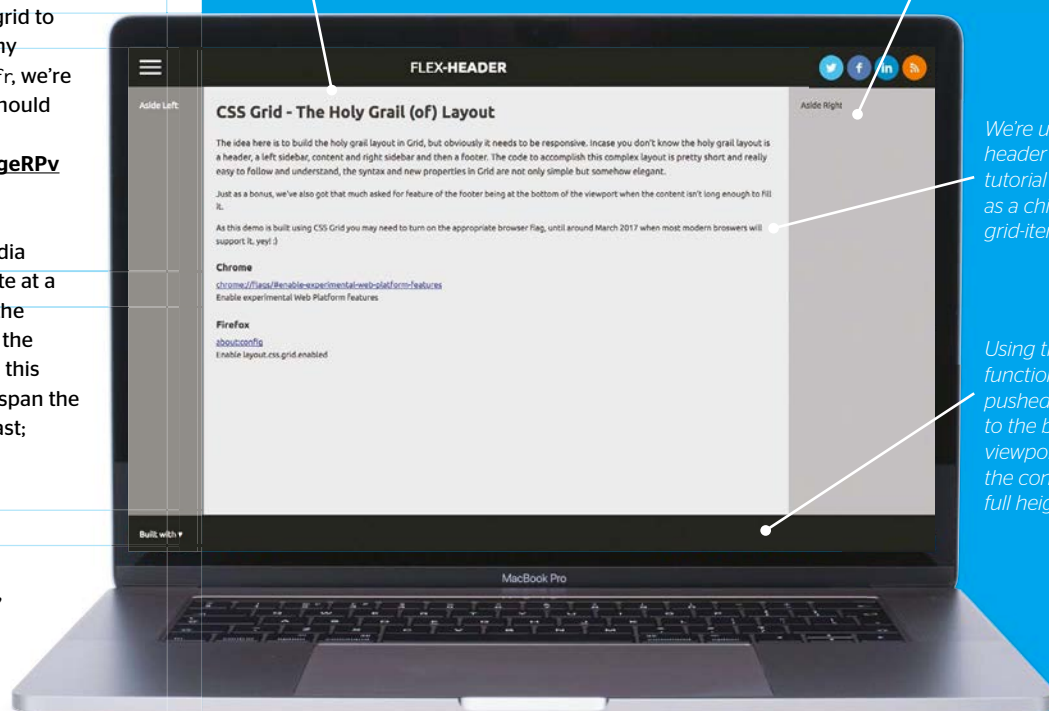 grid to
ny
fr, we're
hould
geRPv
dia
te at a
he
the
this
span the
ast;
FLEX-HEADER
Aside Left
CSS Grid - The Holy Grail (of) Layout
The idea here is to build the holy grail layout in Grid, but obviously it needs to be responsive. Incase you don't know the holy grail layout is
a header, a left sidebar, content and right sidebar and then a footer. The code to accomplish this complex layout is pretty short and really
easy to follow and understand, the syntax and new properties in Grid are not only simple but somehow elegant.
Just as a bonus, we've also got that much asked for feature of the footer being at the bottom of the viewport when the content isn't long enough to fill
it.
As this demo is built using CSS Grid you may need to turn on the appropriate browser flag, until around March 2017 when most modern broswers will
support it, yey! :)
Chrome
chrome://flags/#enable-experimental-web-platform-features
Enable experimental Web Platform features
Firefox
about:config
Enable layout.css.grid.enabled
Aside Right
Built with ♥
MacBook Pro
We're u
header
tutorial
as a ch
grid-iter
Using th
function
pushed
to the b
viewpo
the con
full heig